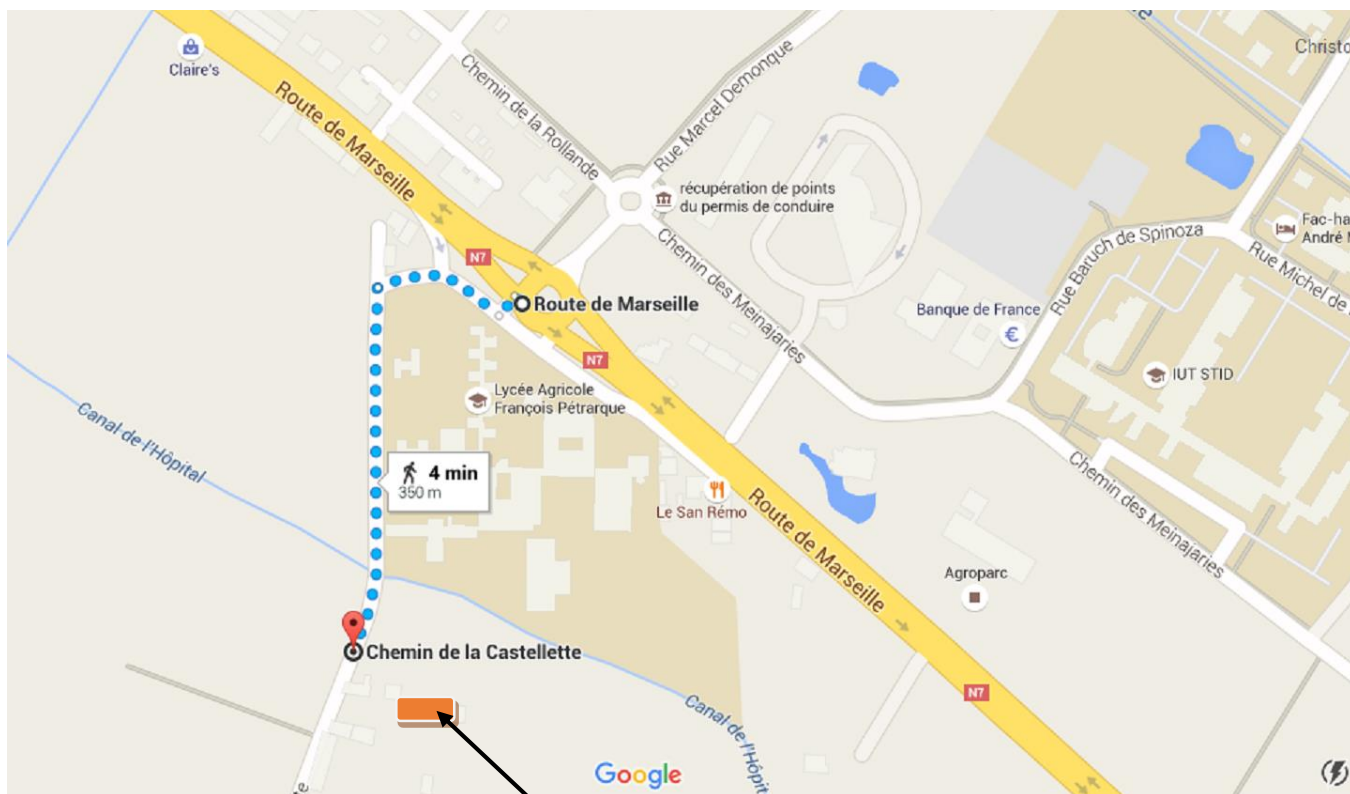 Claire's
Route de Marseille
Chemin de la Rollande
Rue Marcel Demonque
Christo
récupération de points
du permis de conduire
Chemin des Meinajaries
Rue Baruch de Spinoza
Fac-ha
André M
Rue Michel de
N7
Route de Marseille
Banque de France
€
N7
IUT STID
Lycée Agricole
François Pétrarque
Canal de l'Hôpital
4 min
350 m
Le San Rémo
Route de Marseille
Chemin des Meinajaries
Agroparc
Chemin de la Castellette
N7
Canal de l'Hôpit
Google